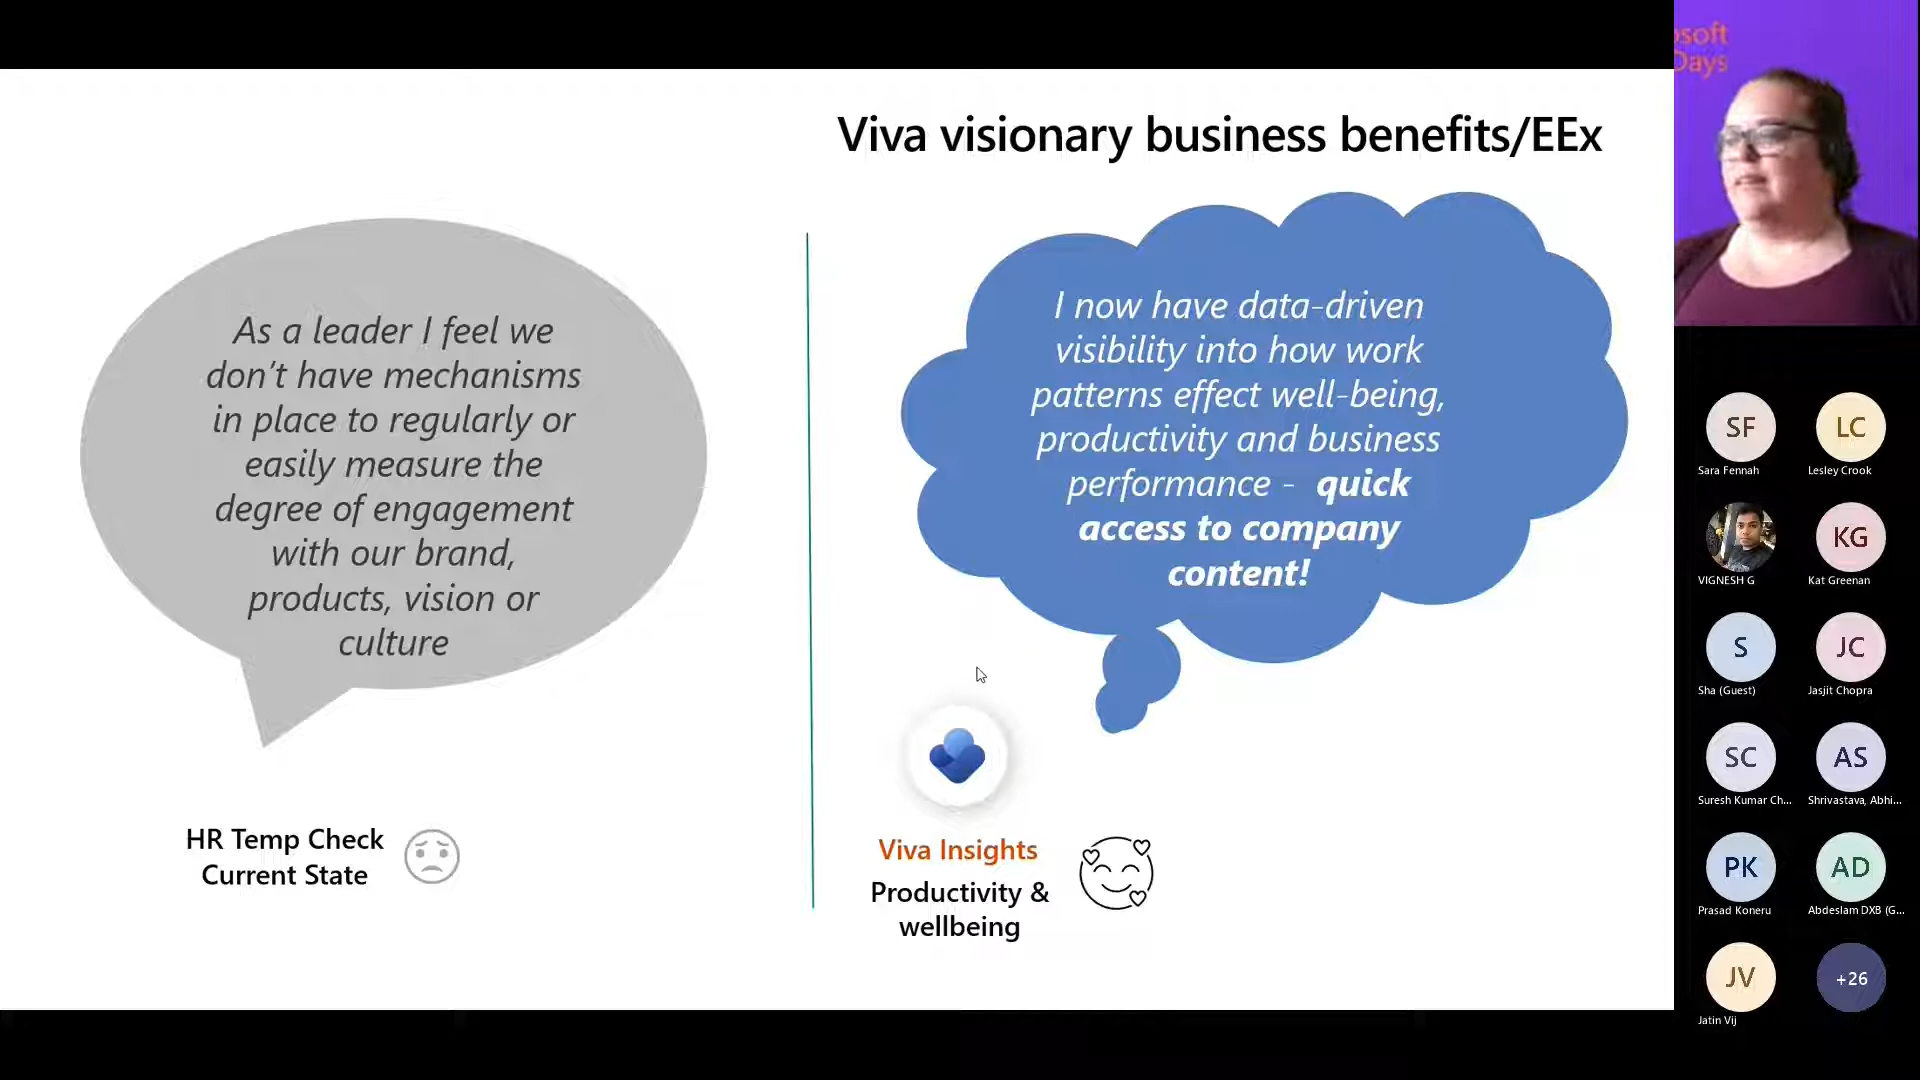 Viva visionary business benefits/EEx
As a leader I feel we
don't have mechanisms
in place to regularly or
easily measure the
degree of engagement
with our brand,
products, vision or
culture
HR Temp Check
Current State
I now have data-driven
visibility into how work
patterns effect well-being,
productivity and business
performance - quick
access to company
content!
Viva Insights
Productivity &
wellbeing
osoft
Days
SF
Sara Fennah
LC
Lesley Crook
VIGNESH G
KG
Kat Greenan
S
Sha (Guest)
JC
Jasjit Chopra
SC
Suresh Kumar Ch...
AS
Shrivastava, Abhi...
PK
Prasad Koneru
AD
Abdeslam DXB (G...
JV
Jatin Vij
+26